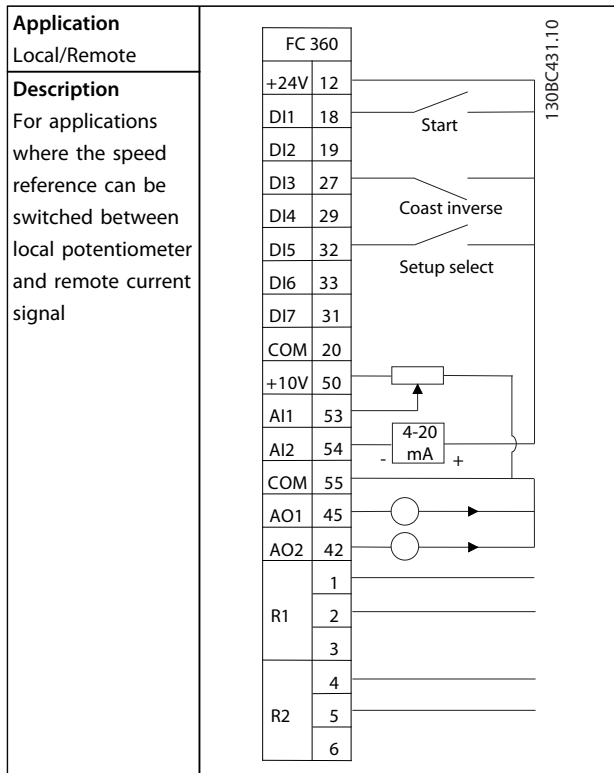 Application
Local/Remote
Description
For applications
where the speed
reference can be
switched between
local potentiometer
and remote current
signal
130BC431.10
FC 360
+24V 12
DI1 18
Start
DI2 19
DI3 27
Coast inverse
DI4 29
DI5 32
Setup select
DI6 33
DI7 31
COM 20
+10V 50
AI1 53
4-20
mA
AI2 54
- +
COM 55
AO1 45
AO2 42
1
R1 2
3
4
R2 5
6